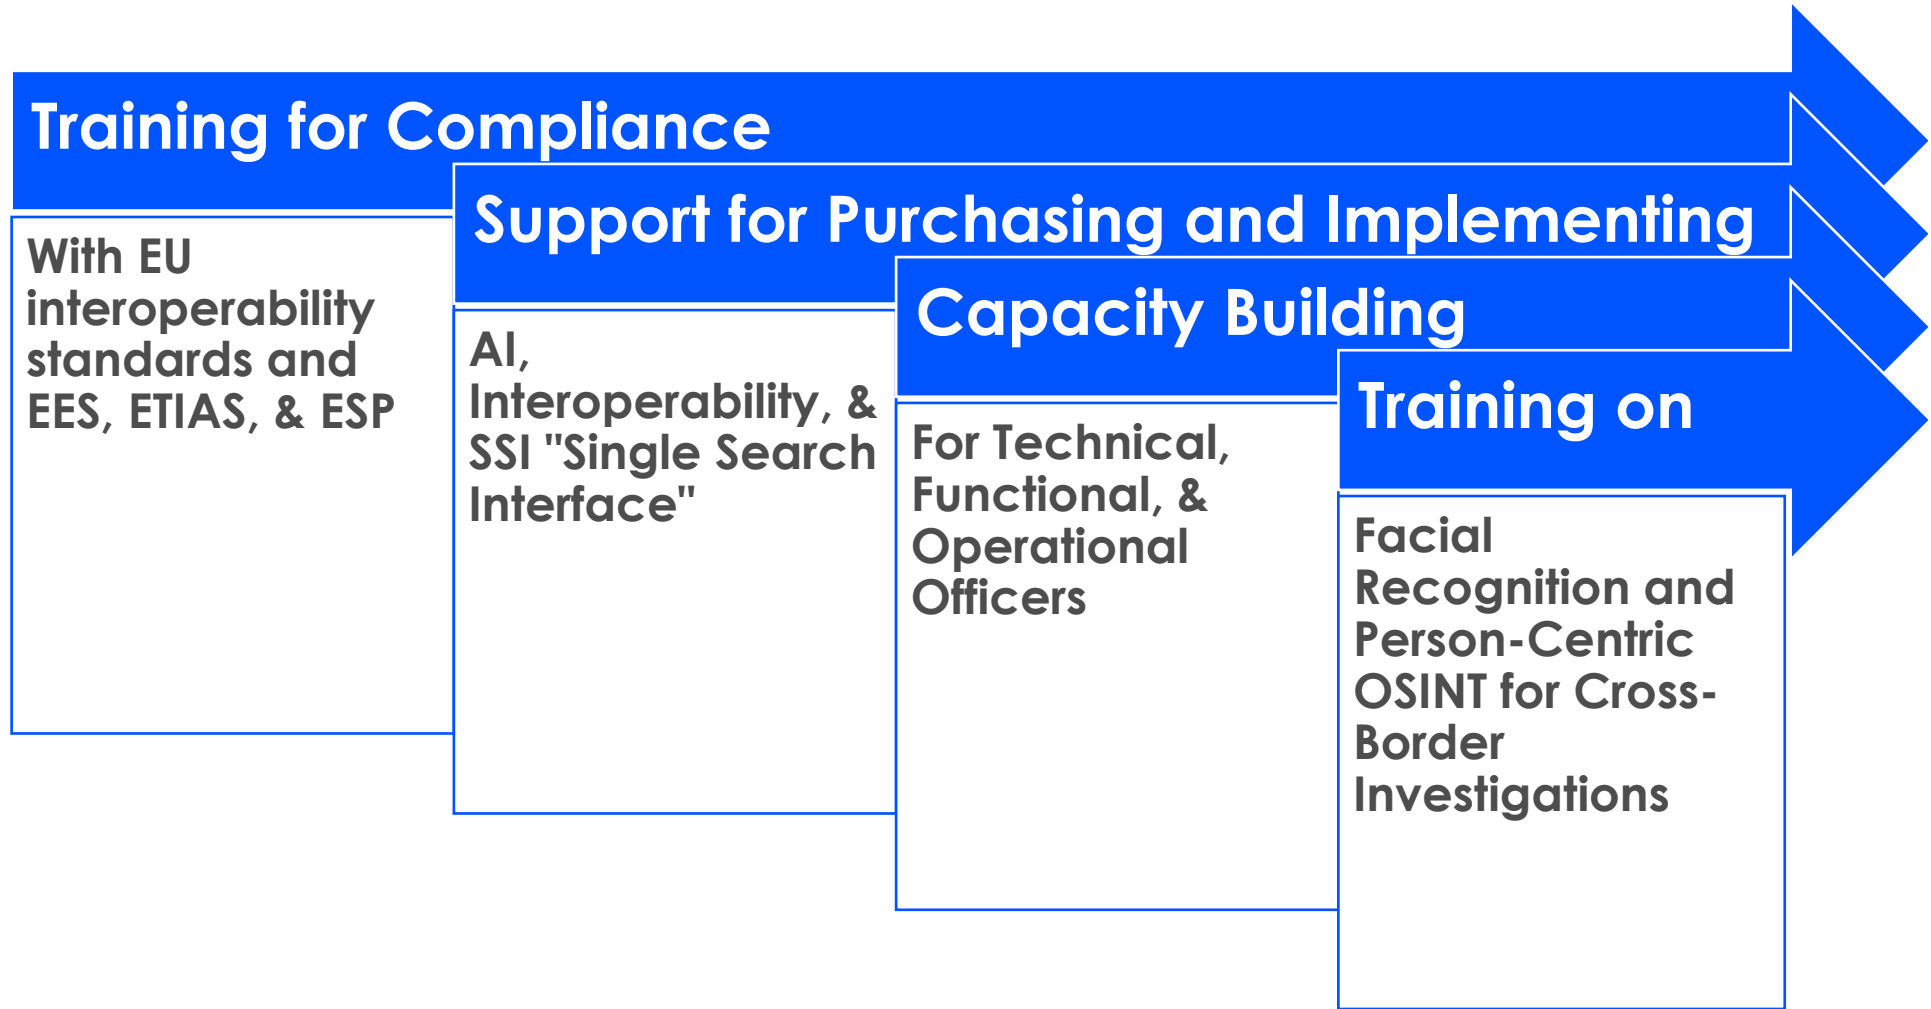 Training for Compliance
With EU
interoperability
standards and
EES, ETIAS, & ESP
Support for Purchasing and Implementing
AI,
Interoperability, &
SSI "Single Search
Interface"
Capacity Building
For Technical,
Functional, &
Operational
Officers
Training on
Facial
Recognition and
Person-Centric
OSINT for Cross-
Border
Investigations